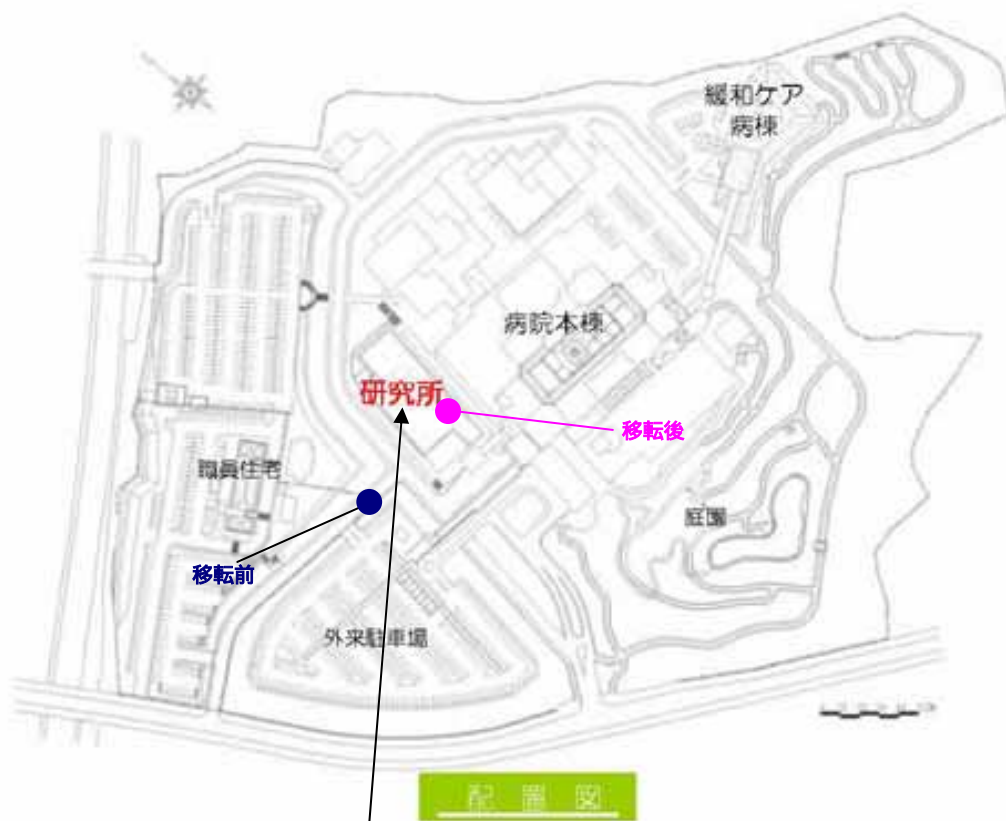 緩和ケア
病棟
病院本棟
研究所
移転後
職員住宅
庭園
移転前
外来駐車場
配置図